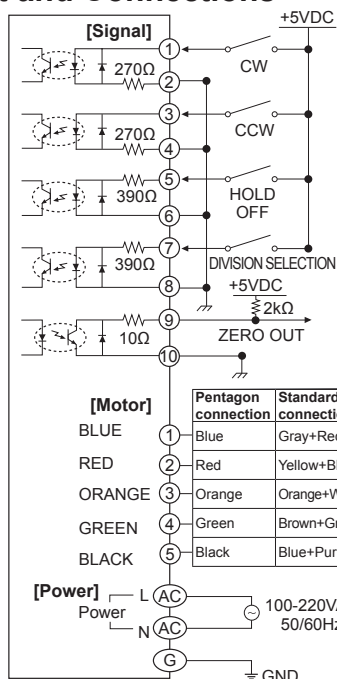 and Connections
+5VDC
[Signal]
1
CW
270Ω
2
3
CCW
270Ω
4
5
390Ω
HOLD
OFF
6
7
390Ω
DIVISION SELECTION
8
+5VDC
2kΩ
9
10Ω
ZERO OUT
10
[Motor]
Pentagon connection Standard connecti
BLUE 1 Blue Gray+Re
RED 2 Red Yellow+Bl
ORANGE 3 Orange Orange+W
GREEN 4 Green Brown+Gr
BLACK 5 Black Blue+Pur
[Power]
Power
L AC
N AC
100-220V
50/60Hz
G
GND